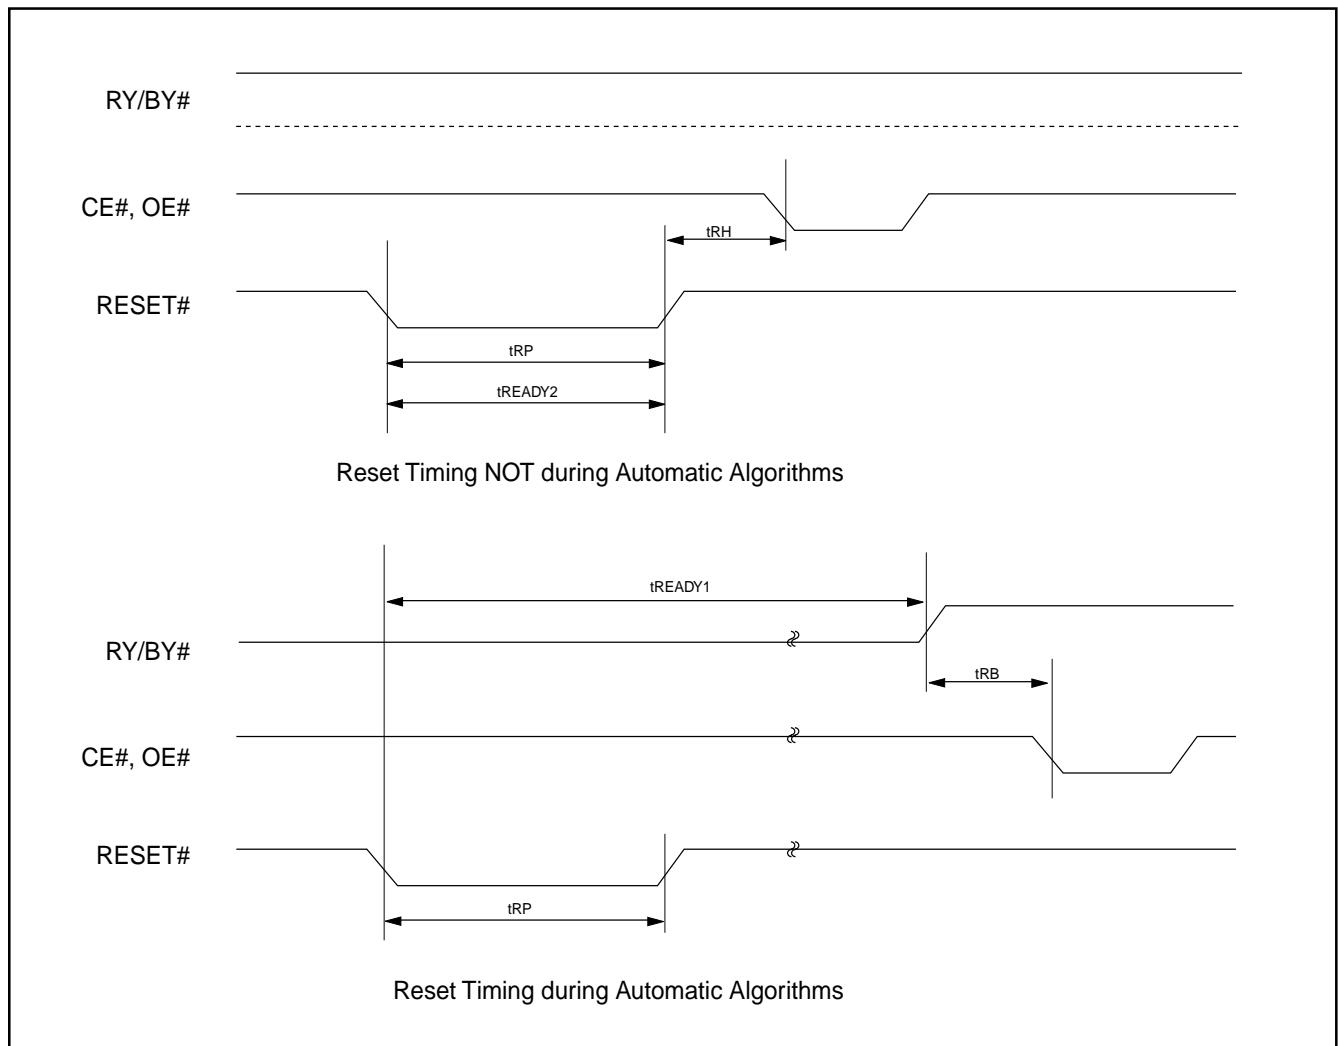 RY/BY#
CE#, OE#
tRH
RESET#
tRP
tREADY2
Reset Timing NOT during Automatic Algorithms
tREADY1
RY/BY#
tRB
CE#, OE#
RESET#
tRP
Reset Timing during Automatic Algorithms